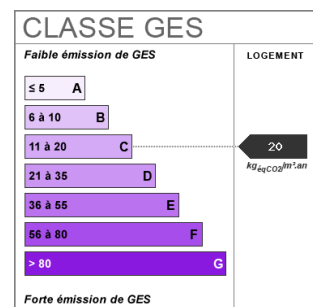 CLASSE GES
Faible émission de GES
LOGEMENT
≤ 5 A
6 à 10 B
11 à 20 C
20
kgéqCO2/m².an
21 à 35 D
36 à 55 E
56 à 80 F
> 80 G
Forte émission de GES